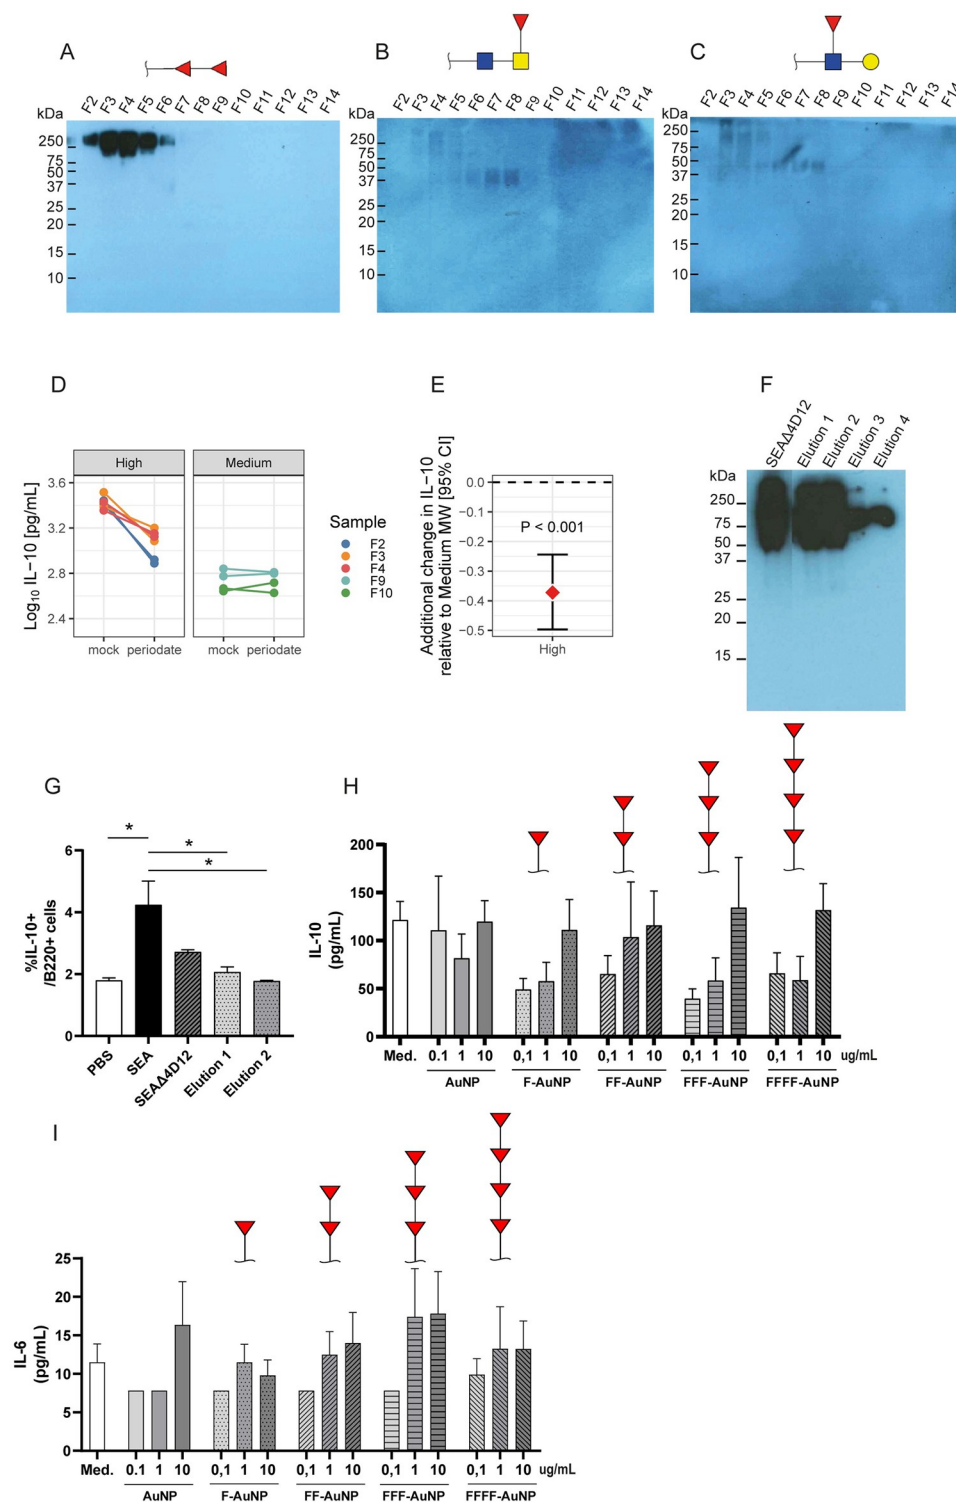 A
B
C
F2 F3 F4 F5 F6 F7 F8 F9 F10 F11 F12 F13 F14
F2 F3 F4 F5 F6 F7 F8 F9 F10 F11 F12 F13 F14
F2 F3 F4 F5 F6 F7 F8 F9 F10 F11 F12 F13 F14
kDa
250
75
50
37
25
20
15
10
kDa
250
75
50
37
25
20
15
10
kDa
250
75
50
37
25
20
15
10
D
High Medium
Log10 IL−10 [pg/mL]
3.6
3.2
2.8
2.4
mock periodate mock periodate
Sample
F2
F3
F4
F9
F10
E
Additional change in IL−10
relative to Medium MW [95% CI]
0.0
−0.1
−0.2
−0.3
−0.4
−0.5
P < 0.001
High
F
SEAΔ4D12 Elution 1 Elution 2 Elution 3 Elution 4
kDa
250
75
50
37
25
20
15
G
%IL-10+
/B220+ cells
6
4
2
0
*
*
*
PBS SEA SEAΔ4D12 Elution 1 Elution 2
H
IL-10
(pg/mL)
200
150
100
50
0
Med. 0.1 1 10 0,1 1 10 0,1 1 10 0,1 1 10 0,1 1 10 ug/mL
AuNP F-AuNP FF-AuNP FFF-AuNP FFFF-AuNP
I
IL-6
(pg/mL)
25
20
15
10
5
0
Med. 0.1 1 10 0,1 1 10 0,1 1 10 0,1 1 10 0,1 1 10 ug/mL
AuNP F-AuNP FF-AuNP FFF-AuNP FFFF-AuNP